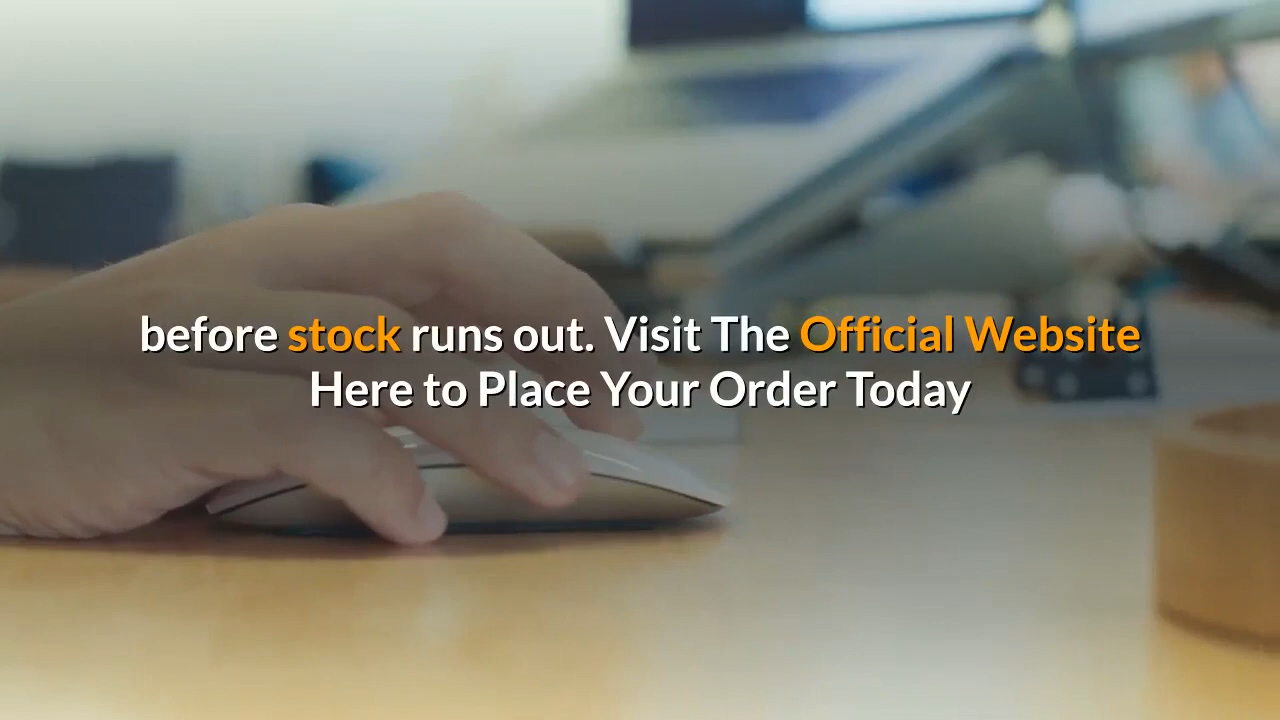 before stock runs out. Visit The Official Website
Here to Place Your Order Today